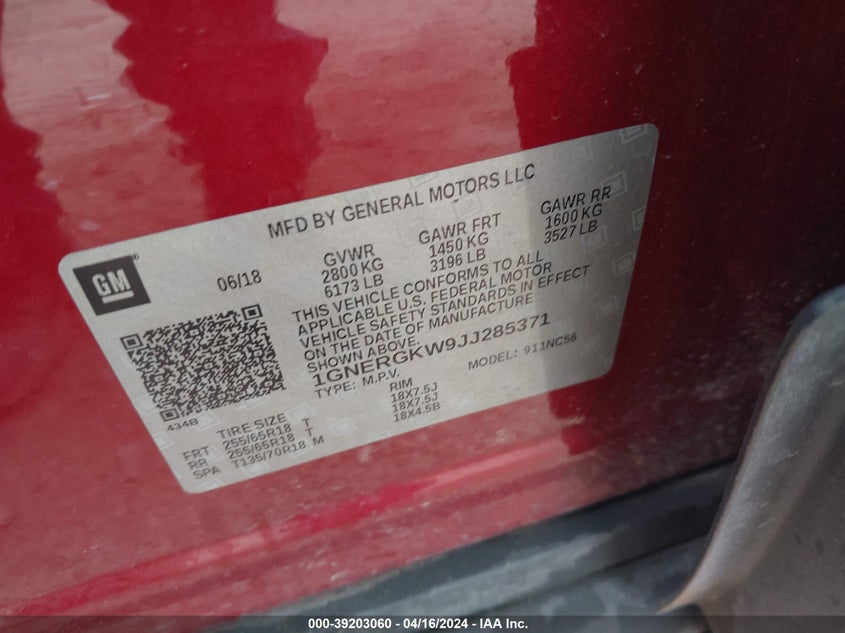 MFD BY GENERAL MOTORS LLC
GM®
06/18
GVWR
2800 KG
6173 LB
GAWR FRT
1450 KG
3196 LB
GAWR RR
1600 KG
3527 LB
THIS VEHICLE CONFORMS TO ALL
APPLICABLE U.S. FEDERAL MOTOR
VEHICLE SAFETY STANDARDS IN EFFECT
ON THE DATE OF MANUFACTURE
SHOWN ABOVE.
1GNERGKW9JJ285371
TYPE: M.P.V.
MODEL: 911NC56
434B
TIRE SIZE RIM
FRT 255/65R18 T 18X7.5J
RR 255/65R18 T 18X7.5J
SPA T135/70R18 M 18X4.5B
000-39203060 - 04/16/2024 - IAA Inc.